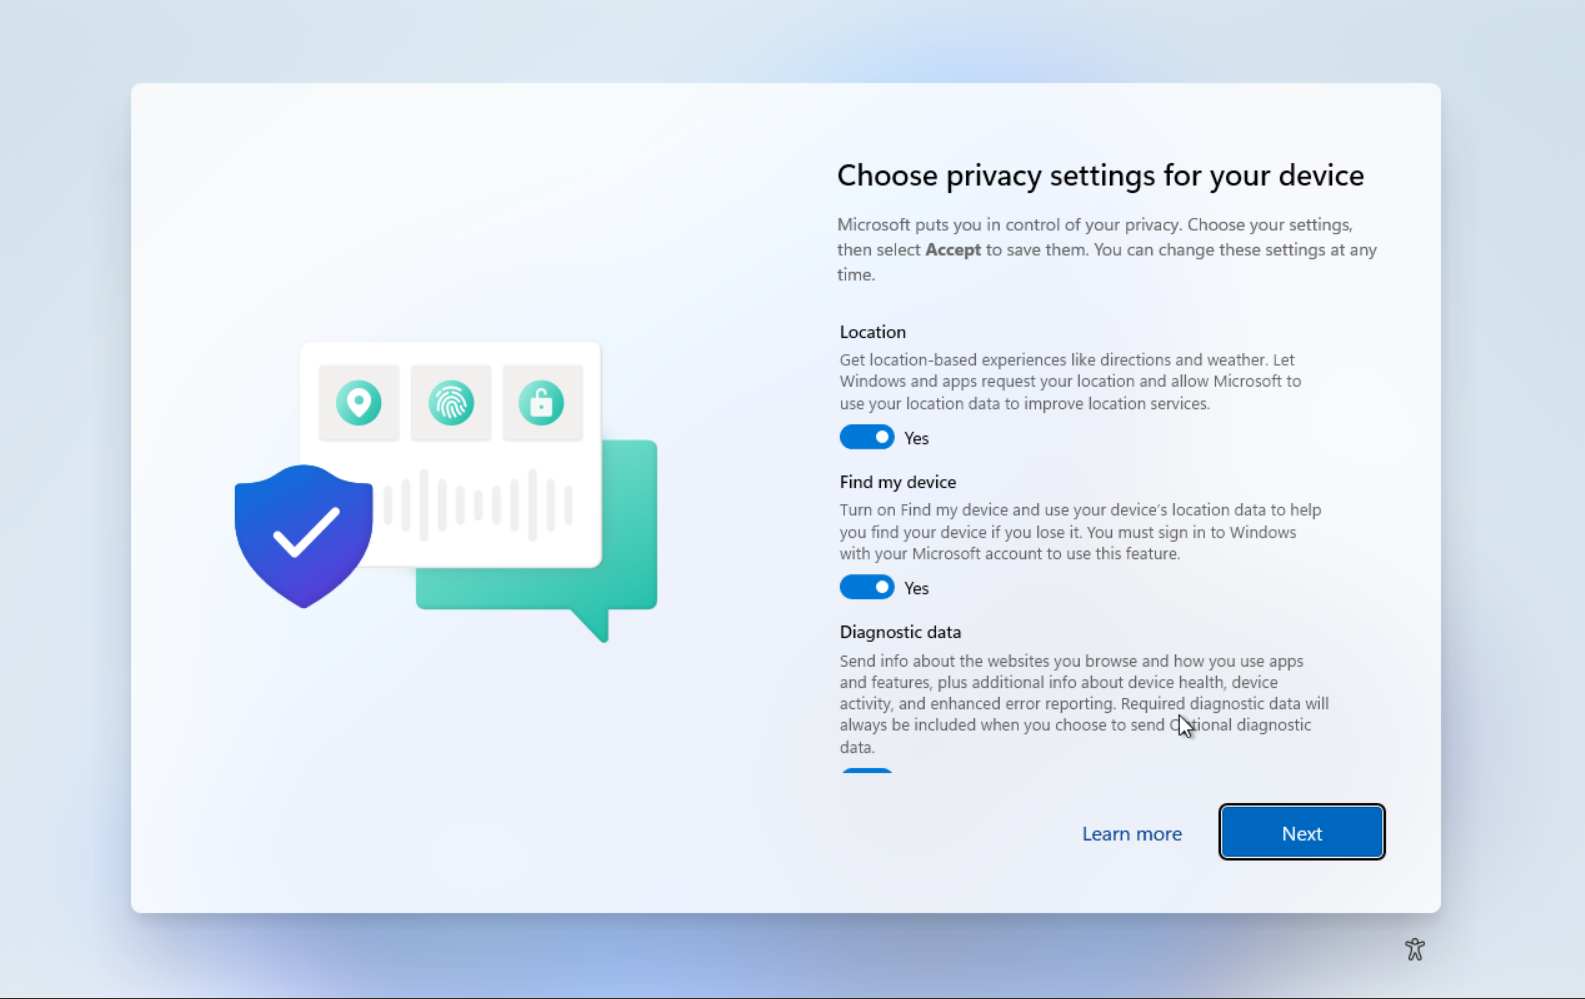 Choose privacy settings for your device
Microsoft puts you in control of your privacy. Choose your settings,
then select Accept to save them. You can change these settings at any
time.
Location
Get location-based experiences like directions and weather. Let
Windows and apps request your location and allow Microsoft to
use your location data to improve location services.
Yes
Find my device
Turn on Find my device and use your device's location data to help
you find your device if you lose it. You must sign in to Windows
with your Microsoft account to use this feature.
Yes
Diagnostic data
Send info about the websites you browse and how you use apps
and features, plus additional info about device health, device
activity, and enhanced error reporting. Required diagnostic data will
always be included when you choose to send Optional diagnostic
data.
Learn more
Next